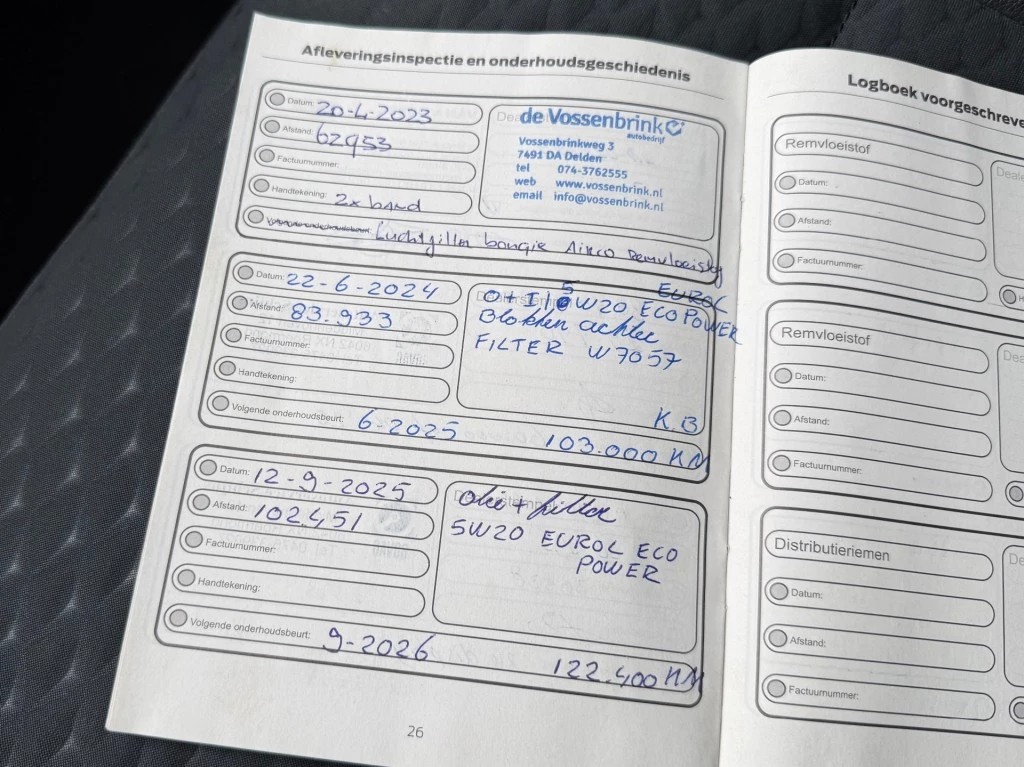 Afleveringsinspectie en onderhoudsgeschiedenis
Datum: 20-4-2023
Afstand: 62953
Factuurnummer:
Handtekening: 2x band
Luchtfilter bougie Airco Remvloeistof
de Vossenbrink
autobedrijf
Vossenbrinkweg 3
7491 DA Delden
tel 074-3762555
web www.vossenbrink.nl
email info@vossenbrink.nl
Datum: 22-6-2024
Afstand: 83.933
Factuurnummer:
Handtekening:
Volgende onderhoudsbeurt: 6-2025 103.000 KM
EUROL
5W20 ECOPOWER
Blokken achter
FILTER W7057
K.B
Datum: 12-9-2025
Afstand: 102451
Factuurnummer:
Handtekening:
Volgende onderhoudsbeurt: 9-2026 122.400 KM
olie + filter
5W20 EUROL ECO
POWER
26
Logboek voorgeschreve
Remvloeistof
Datum:
Afstand:
Factuurnummer:
Remvloeistof
Datum:
Afstand:
Factuurnummer:
Distributieriemen
Datum:
Afstand:
Factuurnummer: